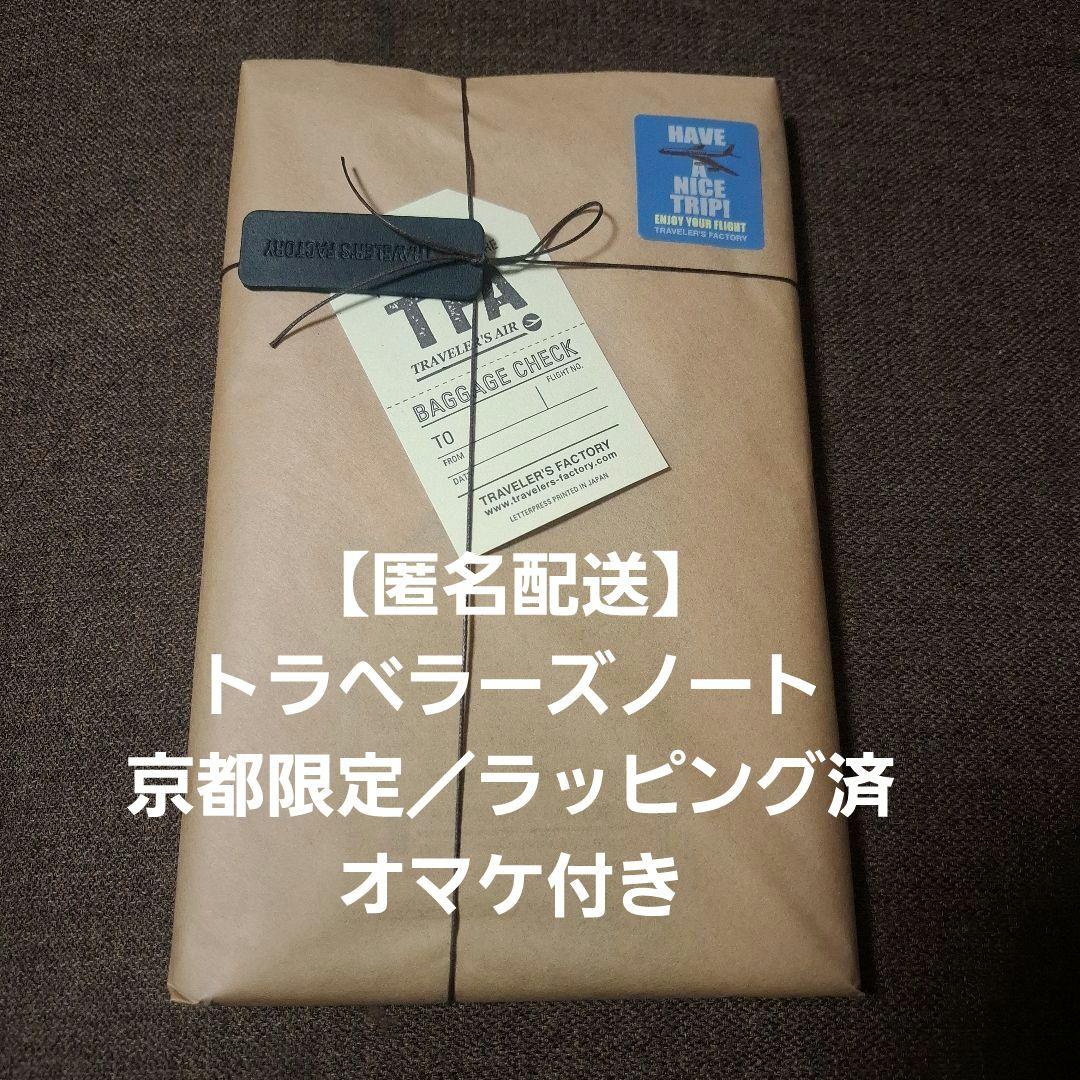 HAVE
A
NICE
TRIP!
ENJOY YOUR FLIGHT
TRAVELER'S FACTORY
TRAVELER'S FACTORY
TFA
TRAVELER'S AIR
BAGGAGE CHECK
FLIGHT NO.
TO
FROM
DATE
TRAVELER'S FACTORY
www.travelers-factory.com
LETTERPRESS PRINTED IN JAPAN
【匿名配送】
トラベラーズノート
京都限定／ラッピング済
オマケ付き